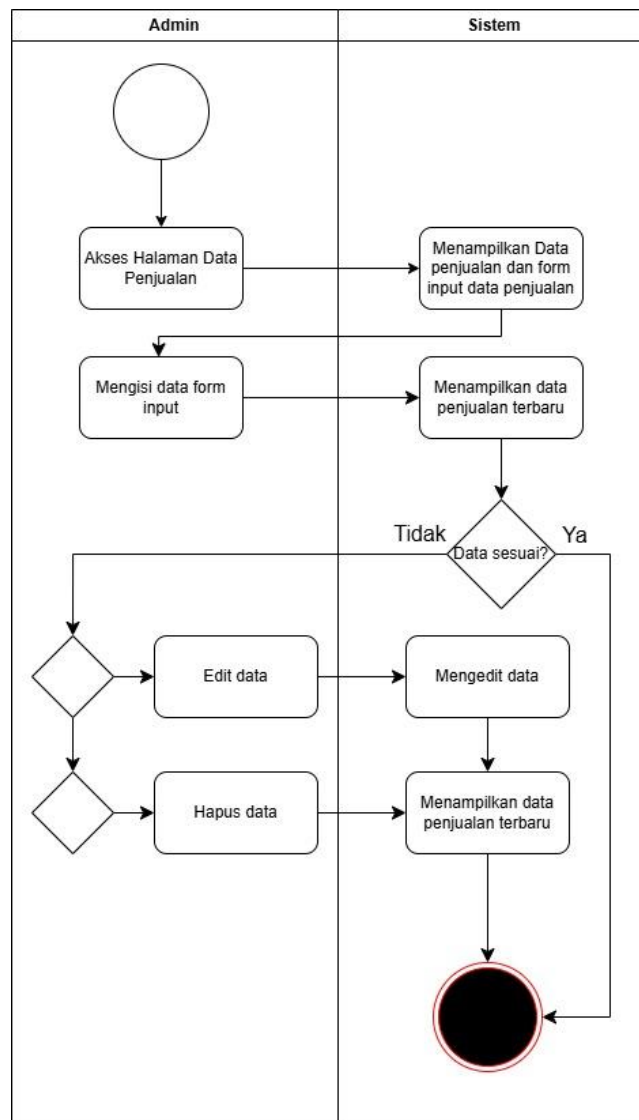 Admin
Sistem
Akses Halaman Data
Penjualan
Menampilkan Data
penjualan dan form
input data penjualan
Mengisi data form
input
Menampilkan data
penjualan terbaru
Tidak
Data sesuai?
Ya
Edit data
Mengedit data
Hapus data
Menampilkan data
penjualan terbaru